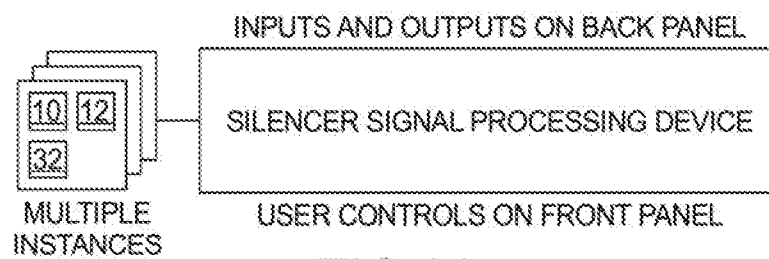 INPUTS AND OUTPUTS ON BACK PANEL
10 12
SILENCER SIGNAL PROCESSING DEVICE
32
MULTIPLE
INSTANCES
USER CONTROLS ON FRONT PANEL